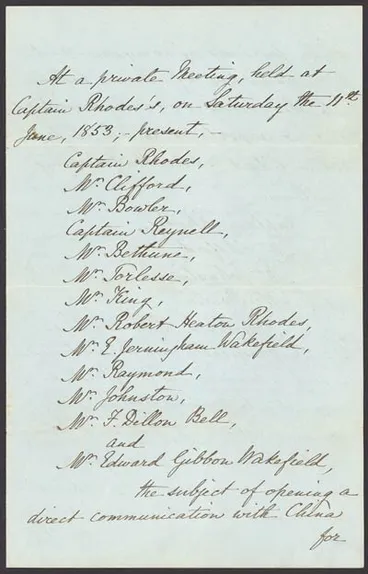 At a private Meeting, held at
Captain Rhodes's, on Saturday the 11th
June, 1853, - present, -
Captain Rhodes,
Mr. Clifford,
Mr. Bowler,
Captain Reynell,
Mr. Bethune,
Mr. Torlesse,
Mr. King,
Mr. Robert Heaton Rhodes,
Mr. E. Jerningham Wakefield,
Mr. Raymond,
Mr. Johnston,
Mr. F. Dillon Bell,
and
Mr. Edward Gibbon Wakefield,
the subject of opening a
direct communication with China
for